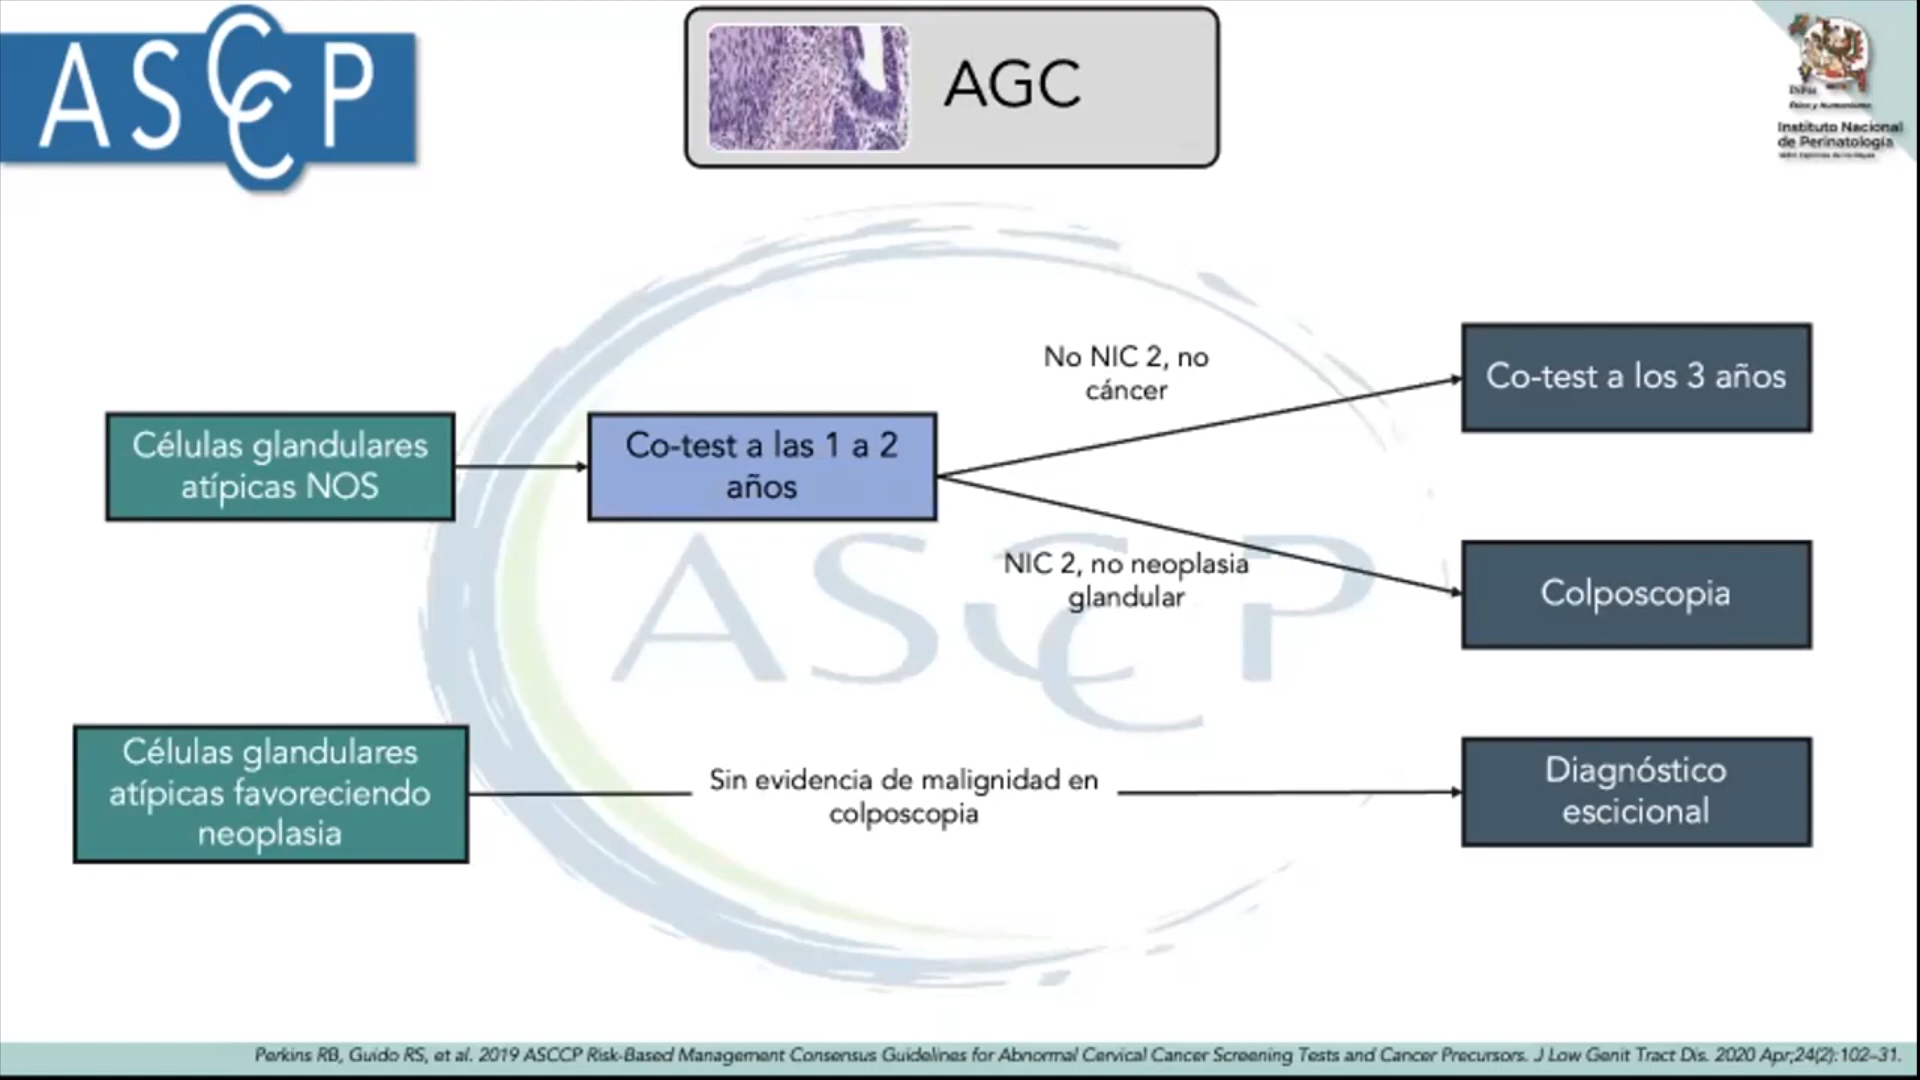 ASCCP
AGC
INPer
Ética y Humanismo
Instituto Nacional
de Perinatología
No NIC 2, no
cáncer
Co-test a los 3 años
Células glandulares
atípicas NOS
Co-test a las 1 a 2
años
ASCCP
NIC 2, no neoplasia
glandular
Colposcopia
Células glandulares
atípicas favoreciendo
neoplasia
Sin evidencia de malignidad en
colposcopia
Diagnóstico
escicional
Perkins RB, Guido RS, et al. 2019 ASCCP Risk-Based Management Consensus Guidelines for Abnormal Cervical Cancer Screening Tests and Cancer Precursors. J Low Genit Tract Dis. 2020 Apr;24(2):102–31.